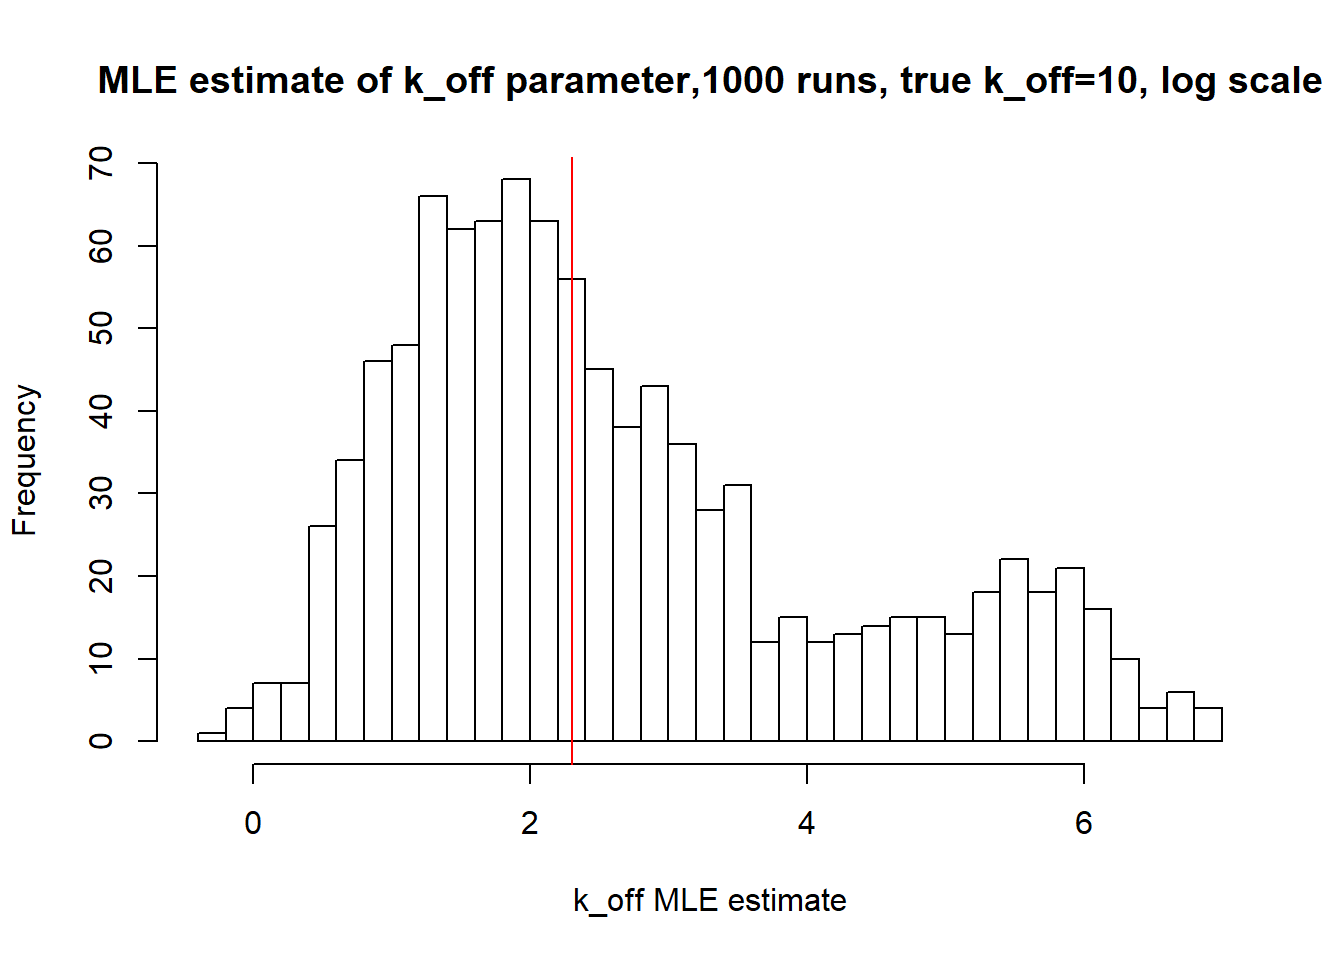 MLE estimate of k_off parameter,1000 runs, true k_off=10, log scale
70
60
50
40
30
20
10
0
Frequency
0 2 4 6
k_off MLE estimate